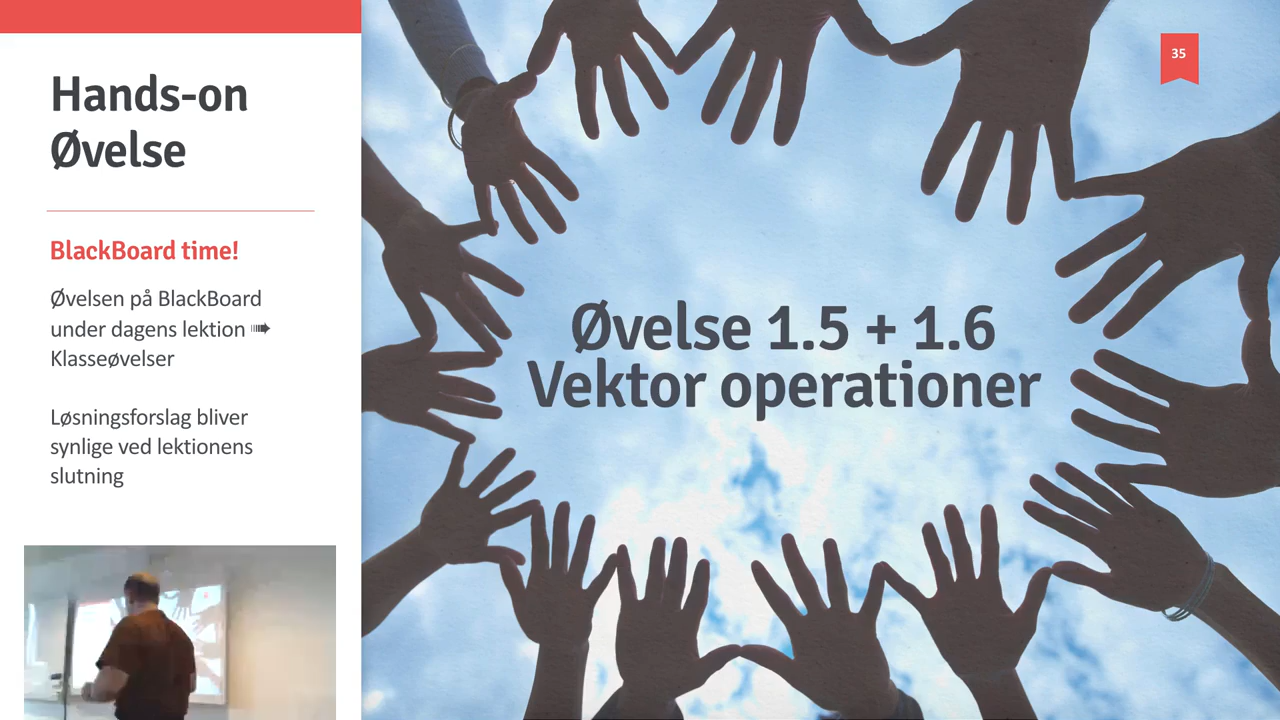 Hands-on
Øvelse
BlackBoard time!
Øvelsen på BlackBoard
under dagens lektion ➠
Klasseøvelser
Løsningsforslag bliver
synlige ved lektionens
slutning
35
Øvelse 1.5 + 1.6
Vektor operationer